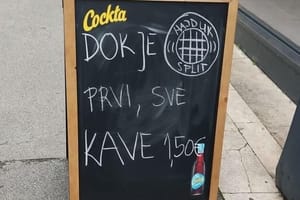 Cockta
DOK JE
HAJDUK
SPLIT
PRVI, SVE
KAVE 1,50€